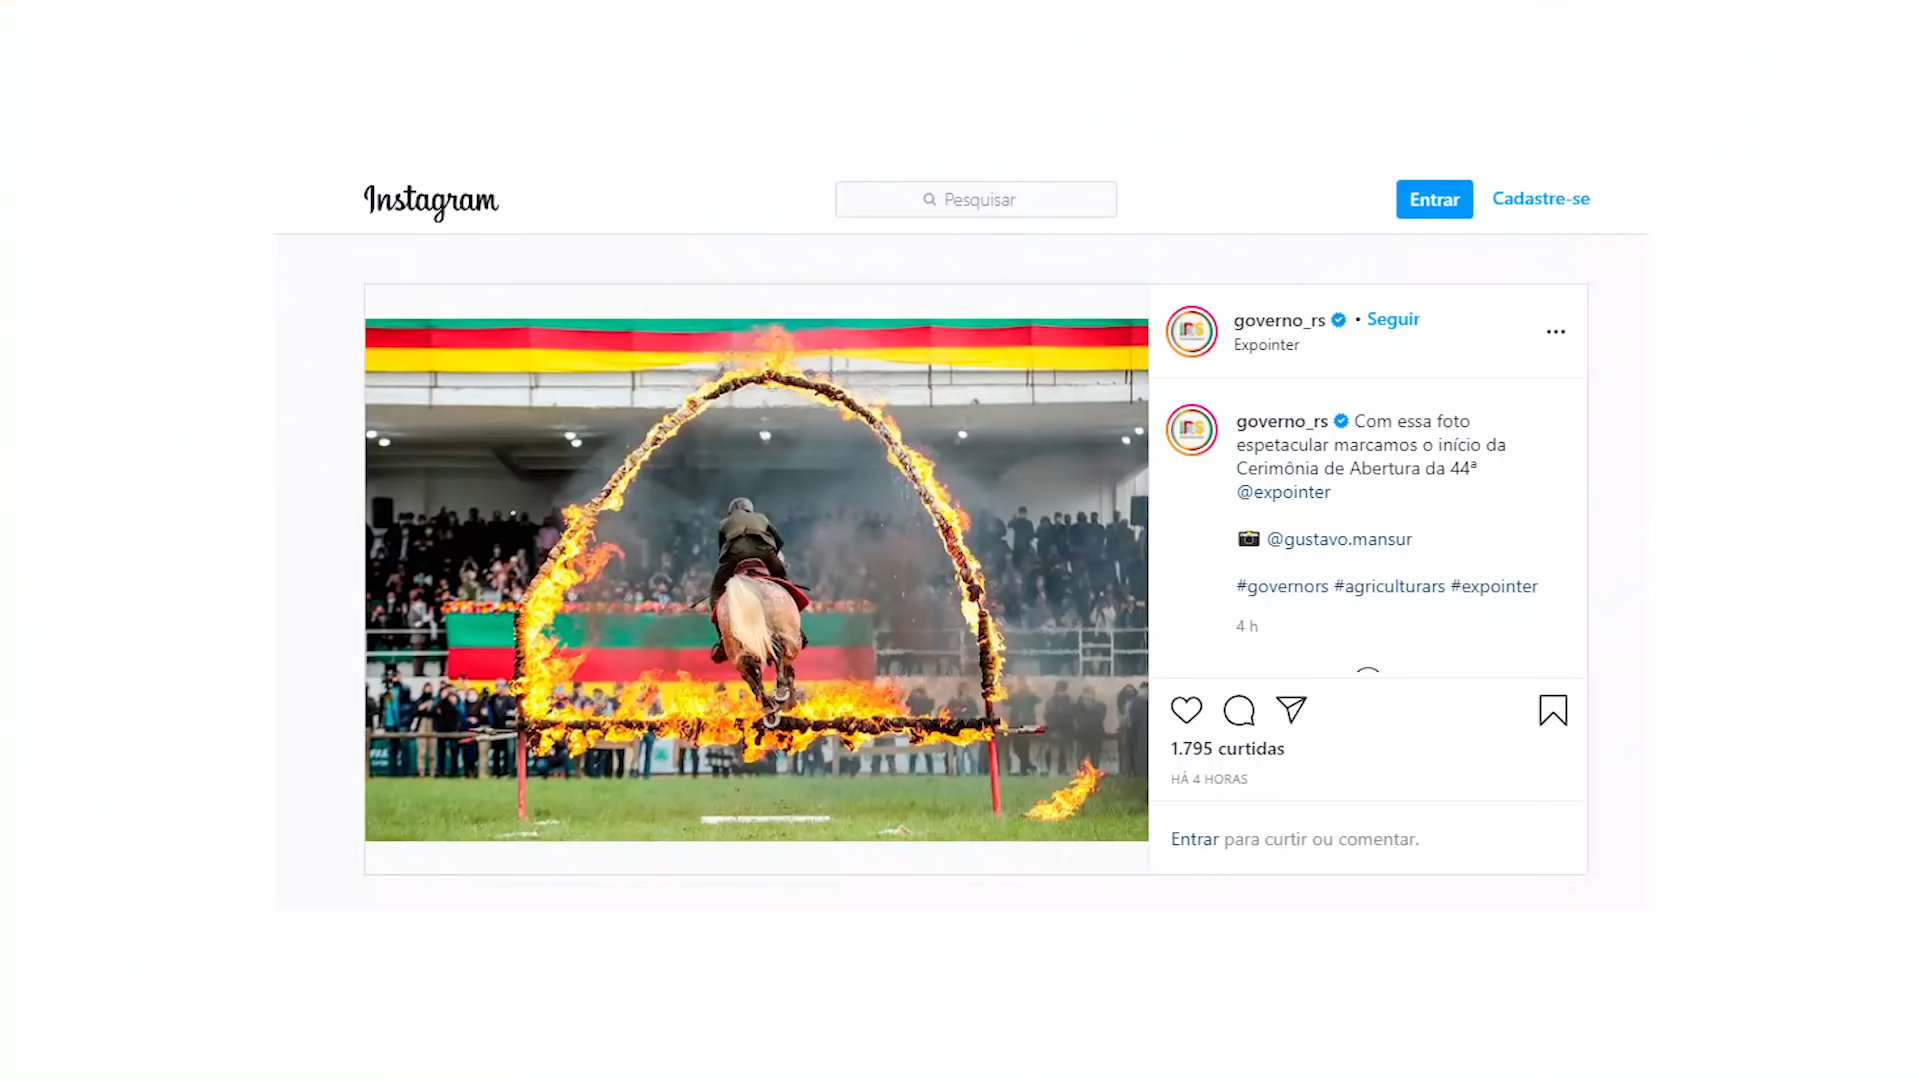 Instagram
Pesquisar
Entrar
Cadastre-se
governo_rs • Seguir
Expointer
governo_rs Com essa foto
espetacular marcamos o início da
Cerimônia de Abertura da 44ª
@expointer
@gustavo.mansur
#governors #agriculturars #expointer
4 h
1.795 curtidas
HÁ 4 HORAS
Entrar para curtir ou comentar.